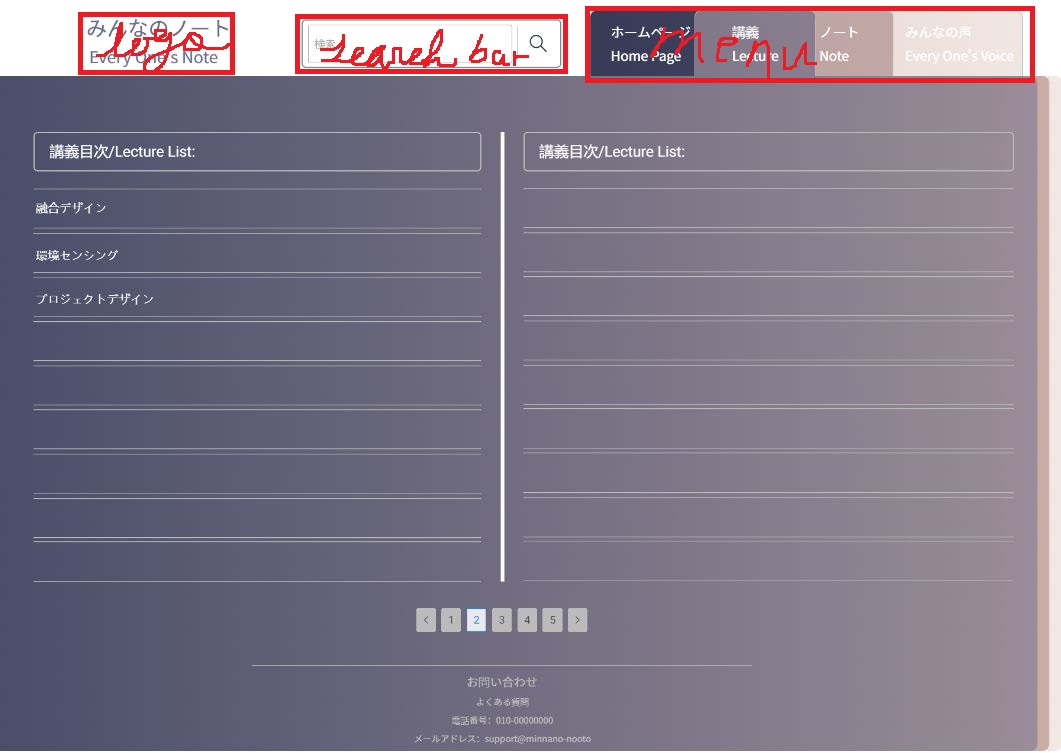 みんなのノート
Every One's Note
logo
検索
search bar
menu
ホームページ
Home Page
講義
Lecture
ノート
Note
みんなの声
Every One's Voice
講義目次/Lecture List:
融合デザイン
環境センシング
プロジェクトデザイン
講義目次/Lecture List:
< 1 2 3 4 5 >
お問い合わせ
よくある質問
電話番号: 010-00000000
メールアドレス: support@minnano-nooto